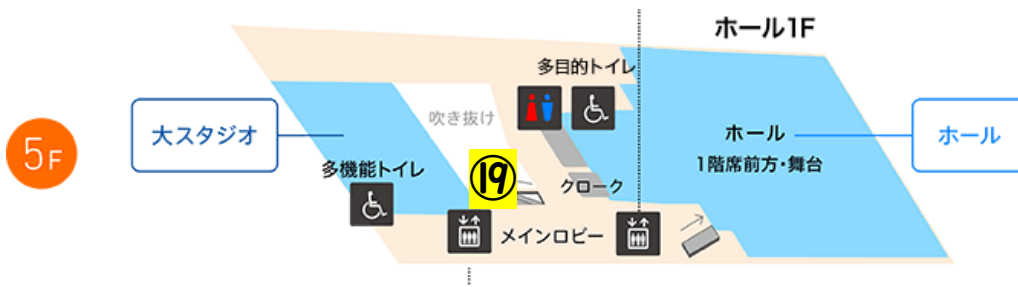 ホール1F
多目的トイレ
5F
大スタジオ
吹き抜け
ホール
1階席前方・舞台
ホール
多機能トイレ
⑲
クローク
メインロビー